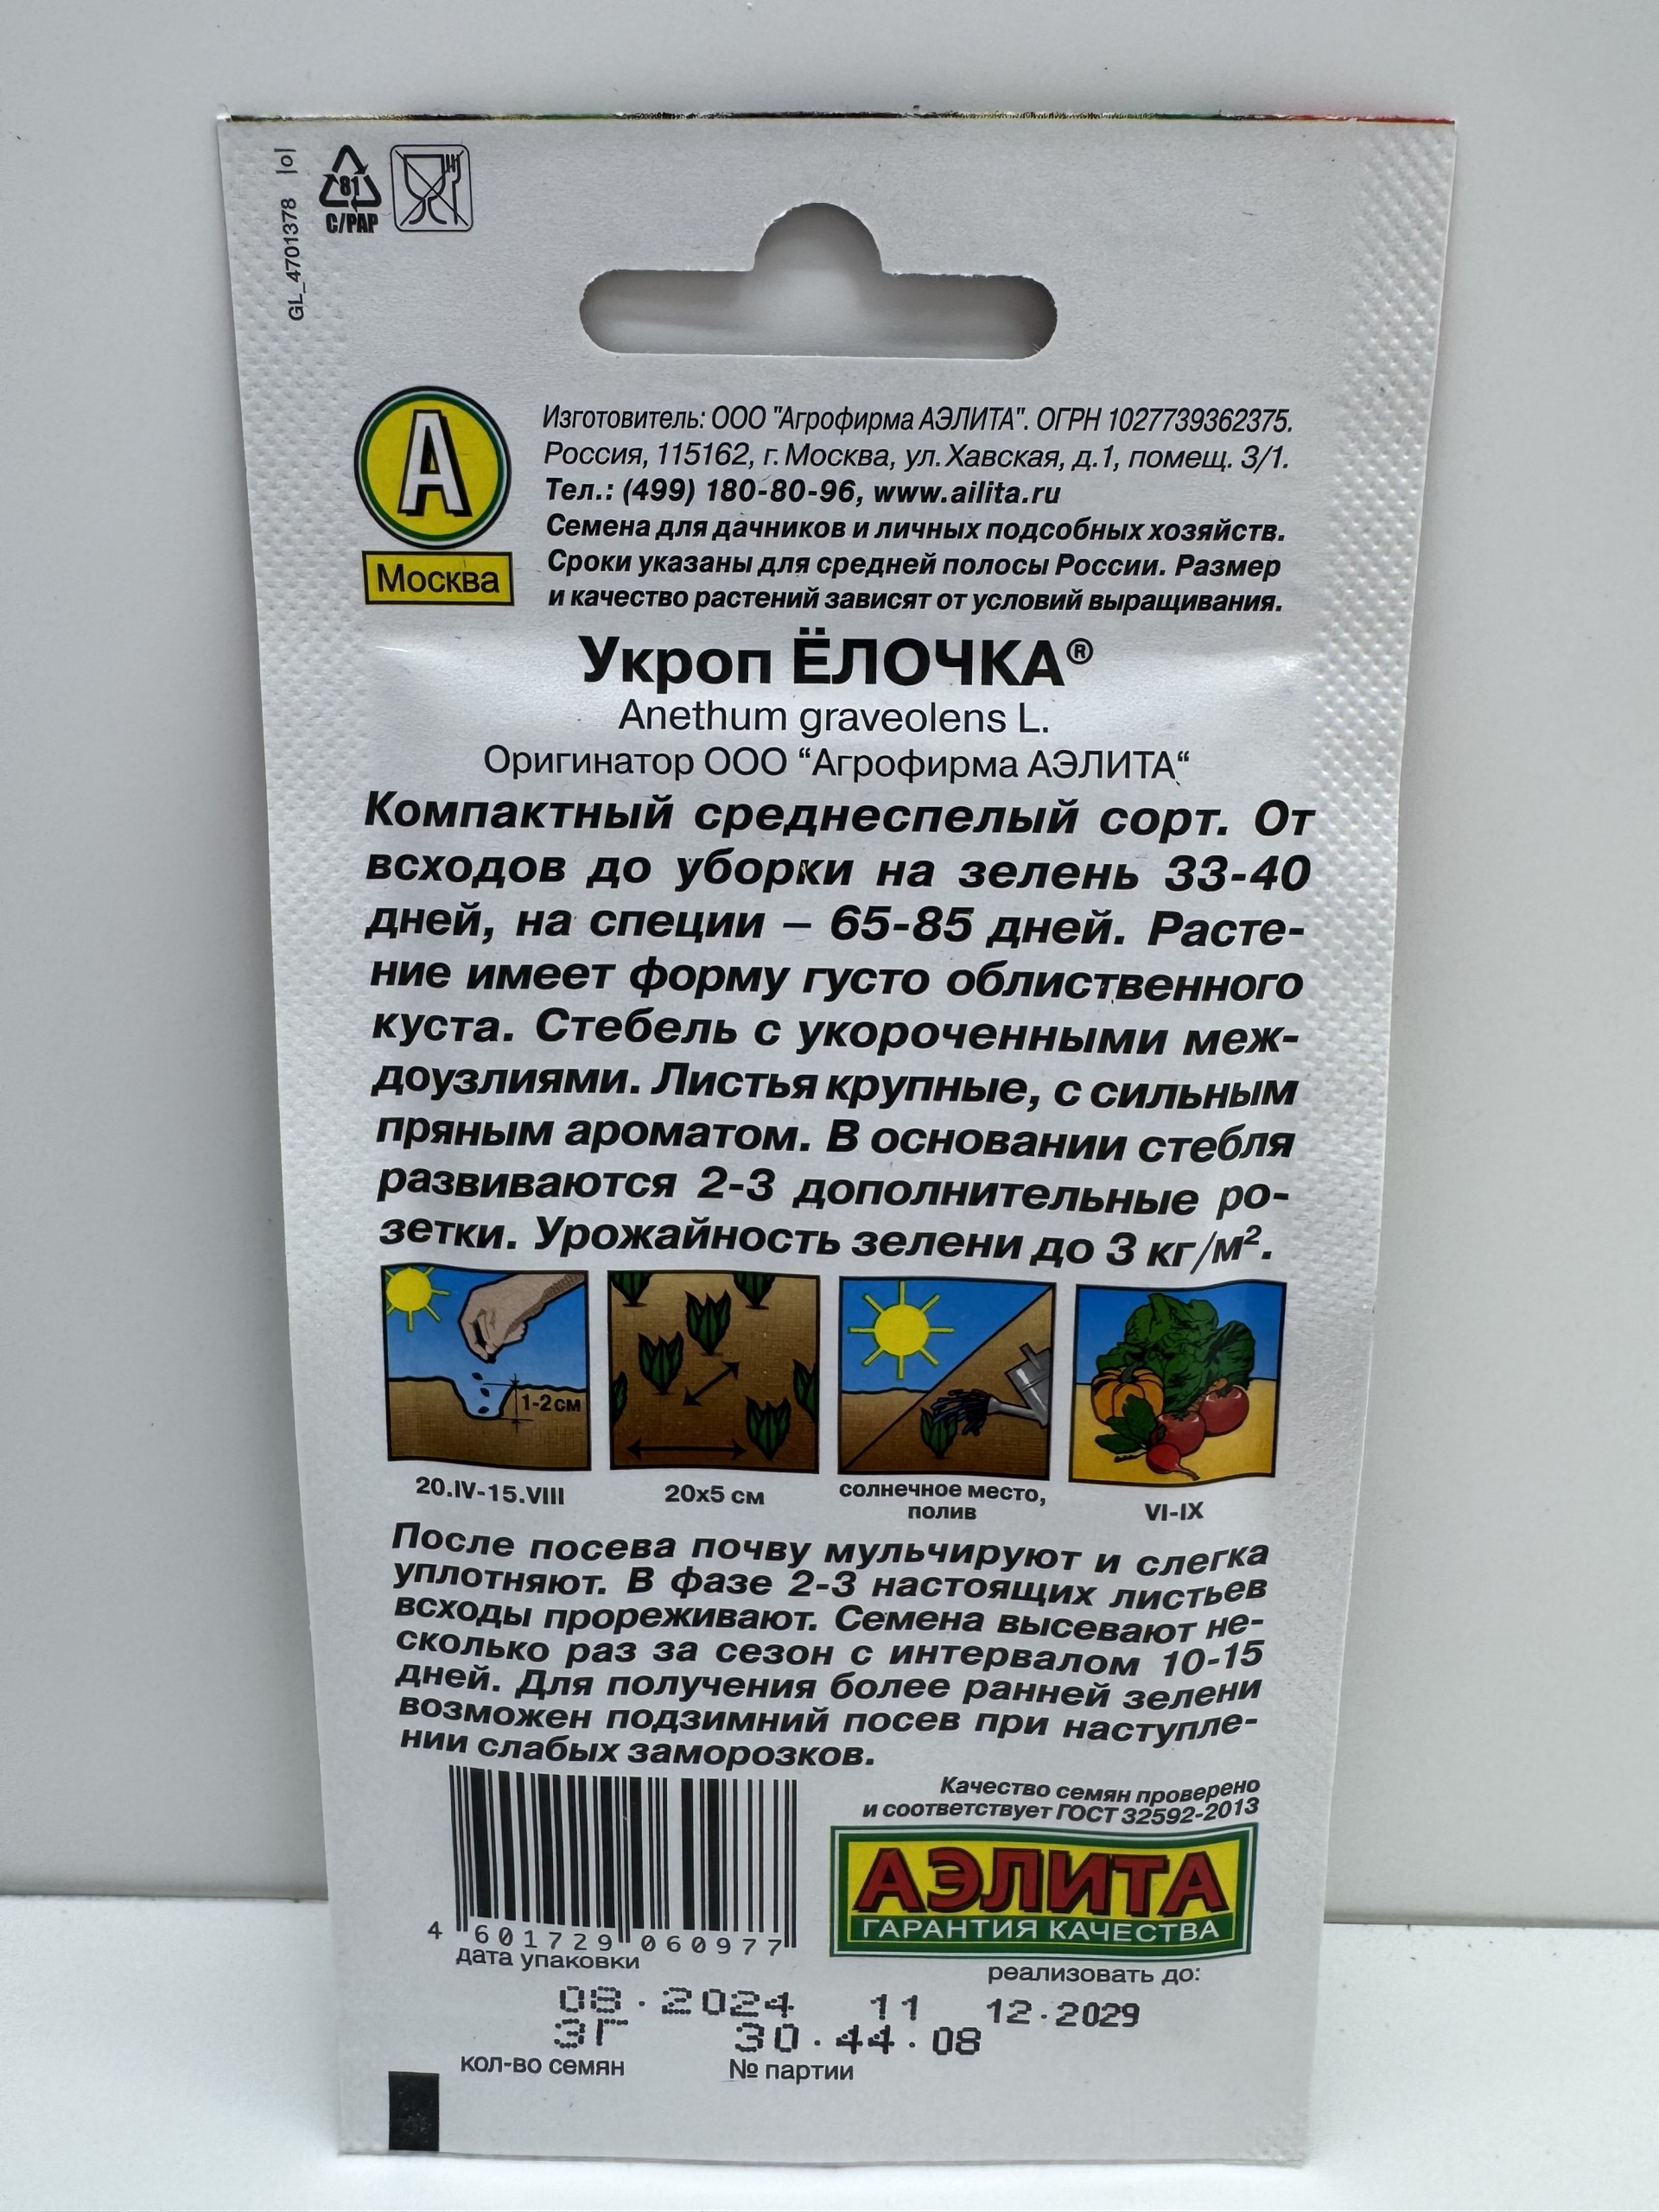 GL_4701378 |o|
81
C/PAP
А
Москва
Изготовитель: ООО "Агрофирма АЭЛИТА". ОГРН 1027739362375.
Россия, 115162, г. Москва, ул. Хавская, д.1, помещ. 3/1.
Тел.: (499) 180-80-96, www.ailita.ru
Семена для дачников и личных подсобных хозяйств.
Сроки указаны для средней полосы России. Размер
и качество растений зависят от условий выращивания.
Укроп ЁЛОЧКА®
Anethum graveolens L.
Оригинатор ООО “Агрофирма АЭЛИТА“
Компактный среднеспелый сорт. От
всходов до уборки на зелень 33-40
дней, на специи – 65-85 дней. Расте-
ние имеет форму густо облиственного
куста. Стебель с укороченными меж-
доузлиями. Листья крупные, с сильным
пряным ароматом. В основании стебля
развиваются 2-3 дополнительные ро-
зетки. Урожайность зелени до 3 кг/м².
1-2 см
20.IV-15.VIII
20х5 см
солнечное место,
полив
VI-IX
После посева почву мульчируют и слегка
уплотняют. В фазе 2-3 настоящих листьев
всходы прореживают. Семена высевают не-
сколько раз за сезон с интервалом 10-15
дней. Для получения более ранней зелени
возможен подзимний посев при наступле-
нии слабых заморозков.
Качество семян проверено
и соответствует ГОСТ 32592-2013
АЭЛИТА
ГАРАНТИЯ КАЧЕСТВА
4 601729 060977
дата упаковки
реализовать до:
08.2024 11 12.2029
3Г 30.44.08
кол-во семян № партии